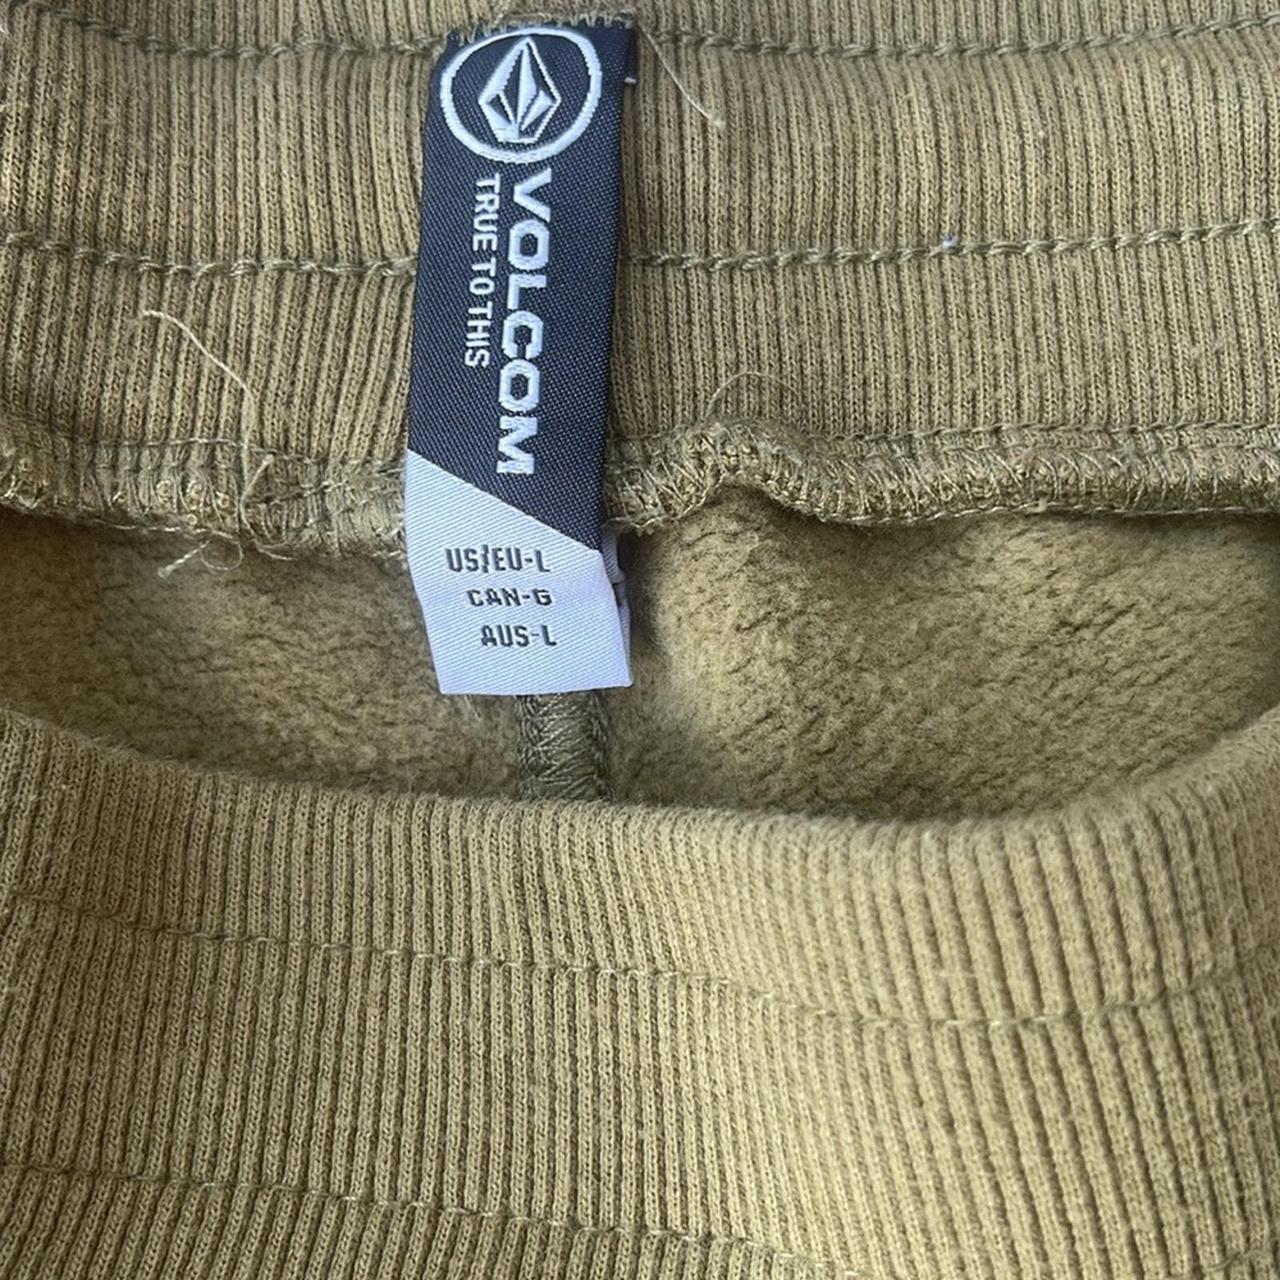 VOLCOM
TRUE TO THIS
US/EU-L
CAN-G
AUS-L